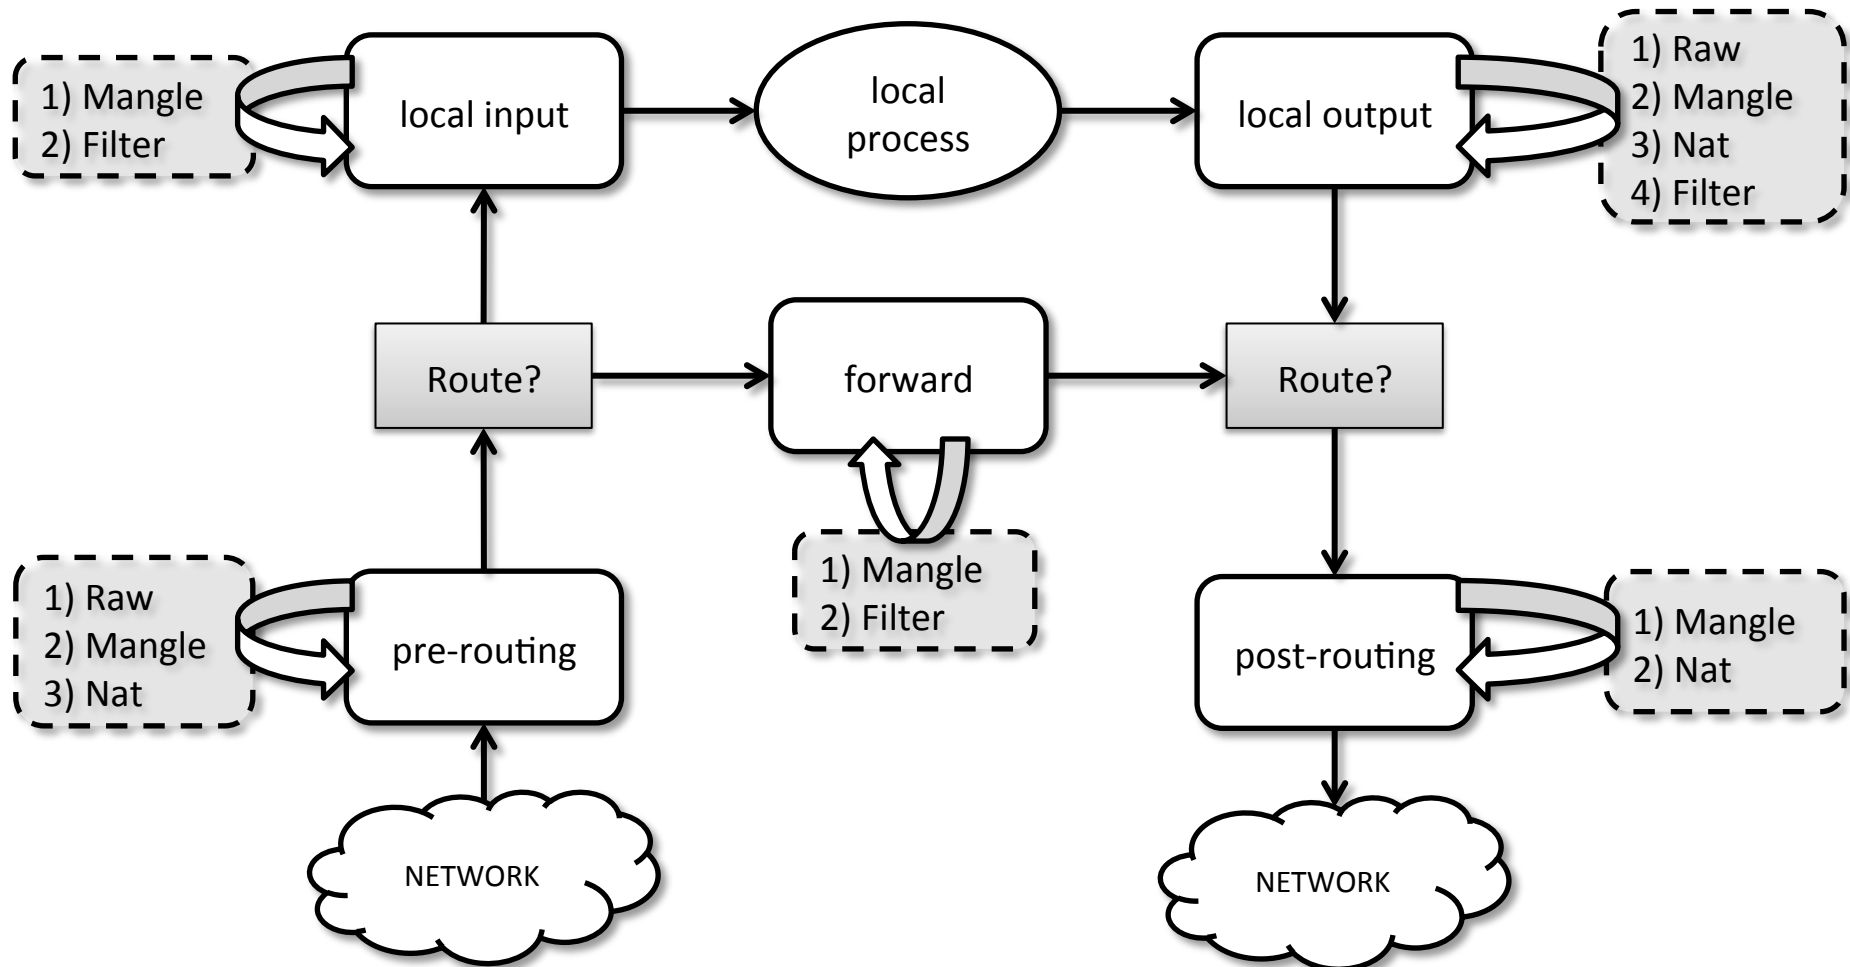 1) Mangle
2) Filter
local input
local
process
local output
1) Raw
2) Mangle
3) Nat
4) Filter
Route?
forward
Route?
1) Mangle
2) Filter
1) Raw
2) Mangle
3) Nat
pre-routing
post-routing
1) Mangle
2) Nat
NETWORK
NETWORK